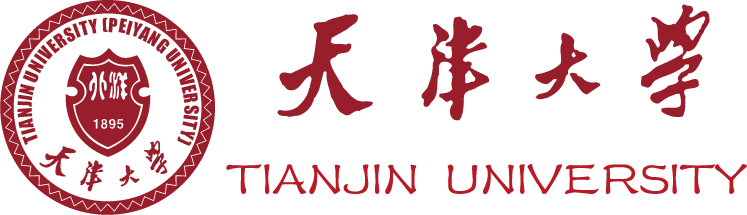 TIANJIN UNIVERSITY (PEIYANG UNIVERSITY)
北洋
1895
天津大学
天津大学
TIANJIN UNIVERSITY